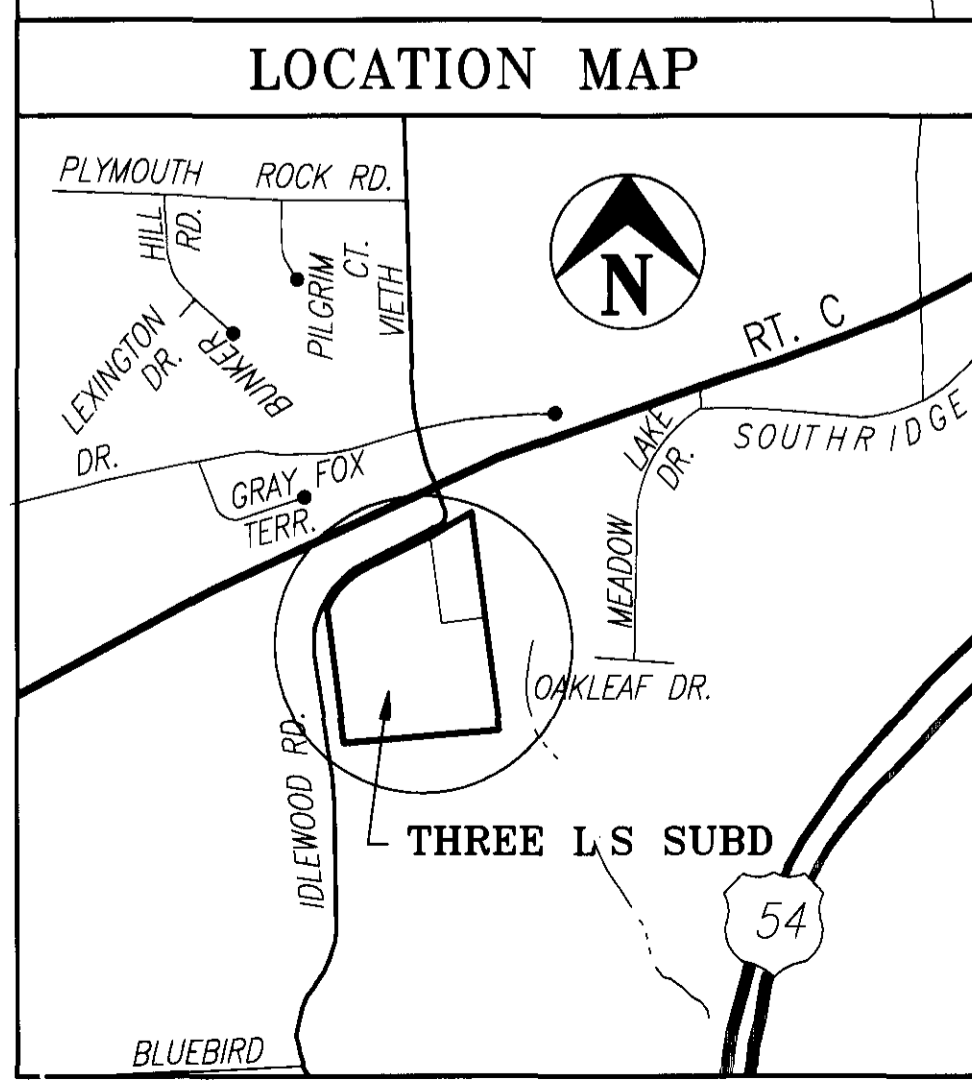 LOCATION MAP
PLYMOUTH ROCK RD.
HILL RD.
PILGRIM CT.
VIETH
N
RT. C
LEXINGTON DR.
BUNKER
LAKE DR.
SOUTHRIDGE
DR.
GRAY FOX
TERR.
MEADOW
OAKLEAF DR.
IDLEWOOD RD.
THREE L S SUBD
54
BLUEBIRD